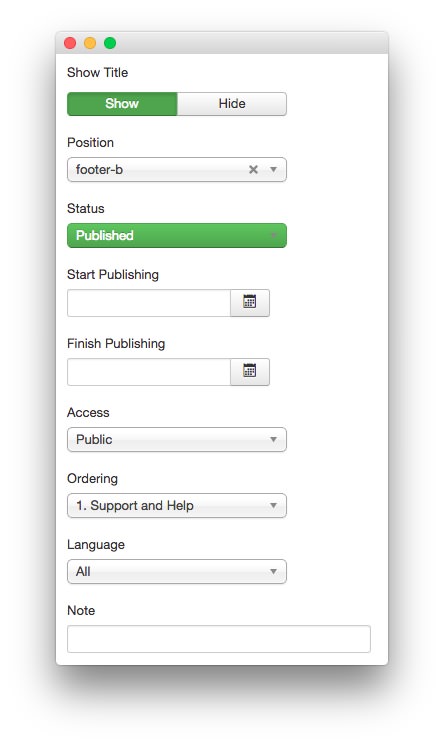 Show Title
Show Hide
Position
footer-b
Status
Published
Start Publishing
Finish Publishing
Access
Public
Ordering
1. Support and Help
Language
All
Note